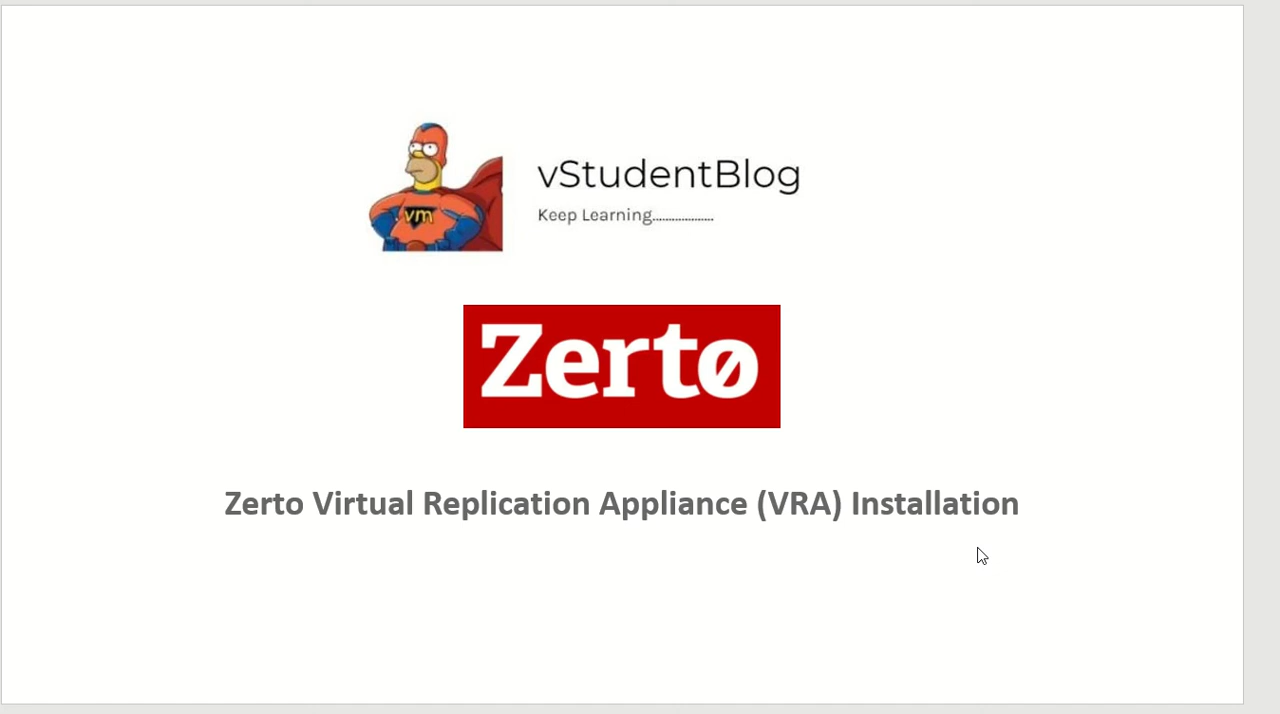 vStudentBlog
Keep Learning...................
vm
Zertø
Zerto Virtual Replication Appliance (VRA) Installation